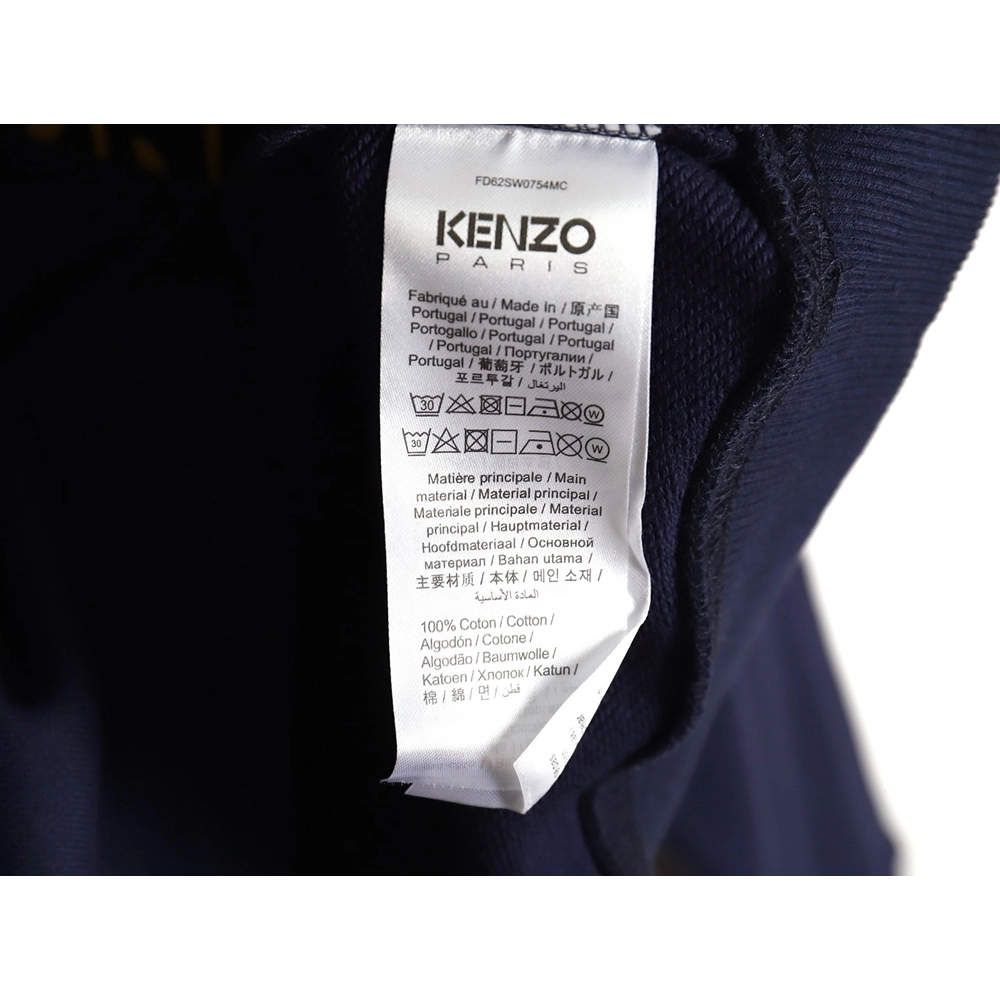 FD62SW0754MC
KENZO
PARIS
Fabriqué au / Made In / 原产国
Portugal / Portugal / Portugal /
Portogallo / Portugal / Portugal
/ Portugal / Португалии /
Portugal / 葡萄牙 / ポルトガル /
포르투갈 / البرتغال
30 W
30 W
Matière principale / Main
material / Material principal /
Materiale principale / Material
principal / Hauptmaterial /
Hoofdmateriaal / Основной
материал / Bahan utama /
主要材质 / 本体 / 메인 소재 /
المادة الأساسية
100% Coton / Cotton /
Algodón / Cotone /
Algodão / Baumwolle /
Katoen / Хлопок / Katun /
棉 / 綿 / 면 / قطن